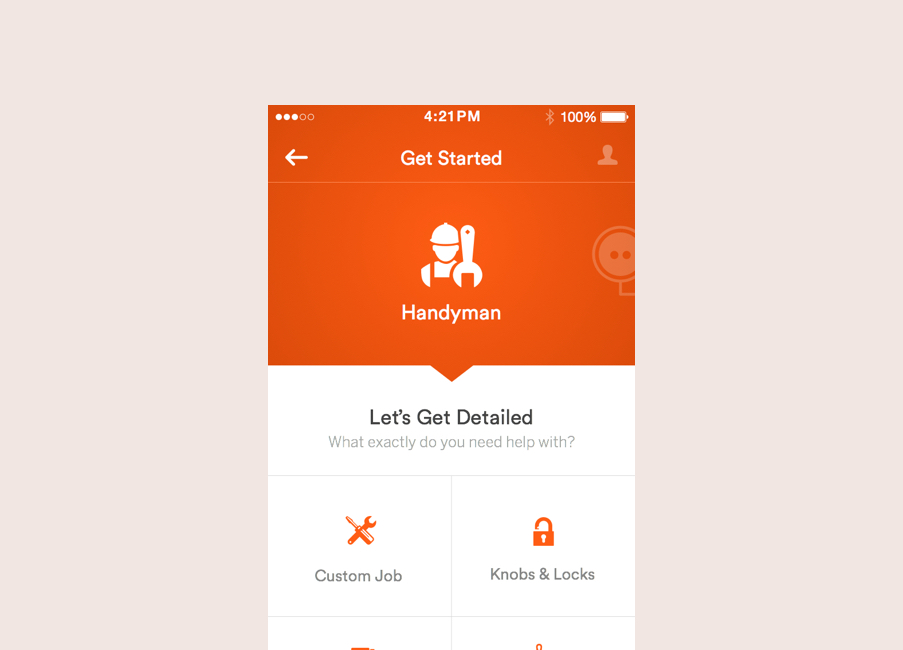 4:21 PM 100%
Get Started
Handyman
Let's Get Detailed
What exactly do you need help with?
Custom Job
Knobs & Locks